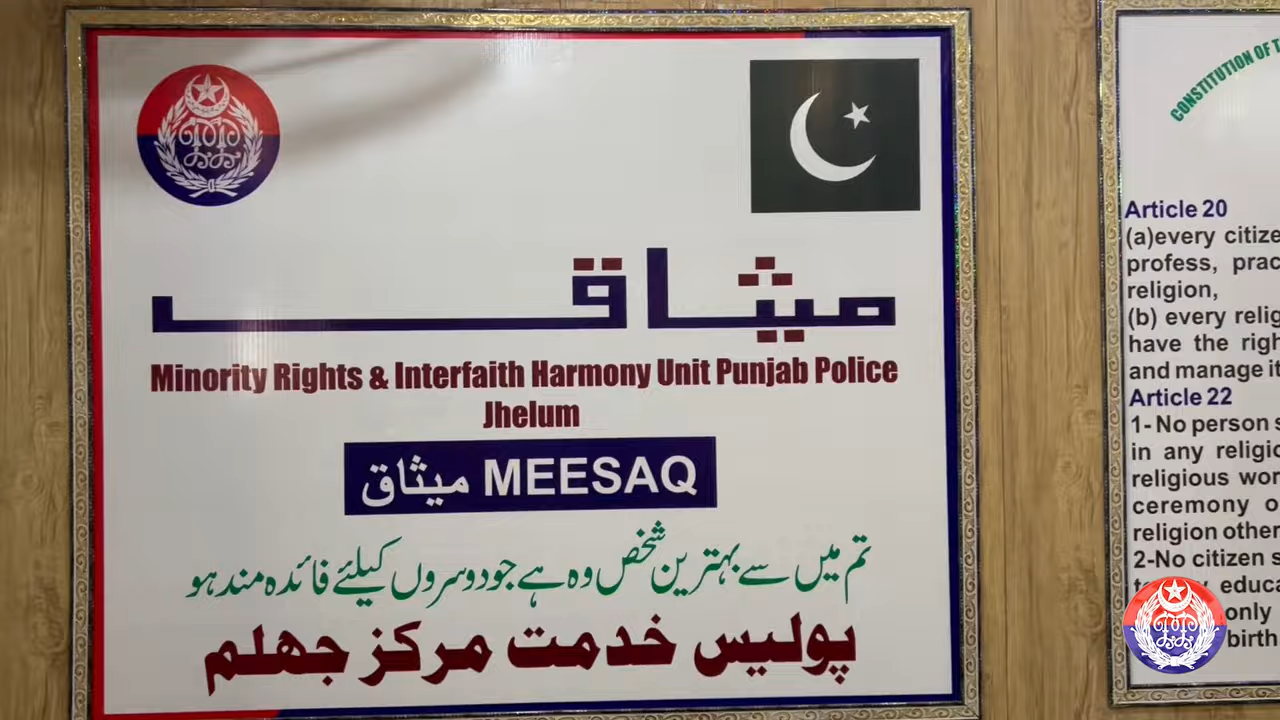 میثاق
Minority Rights & Interfaith Harmony Unit Punjab Police
Jhelum
میثاق MEESAQ
تم میں سے بہترین شخص وہ ہے جو دوسروں کیلئے فائدہ مند ہو
پولیس خدمت مرکز جھلم
CONSTITUTION OF
Article 20
(a)every citize
profess, prac
religion,
(b) every relig
have the righ
and manage it
Article 22
1- No person s
in any religio
religious wor
ceremony o
religion other
2-No citizen s
educa
only
birth